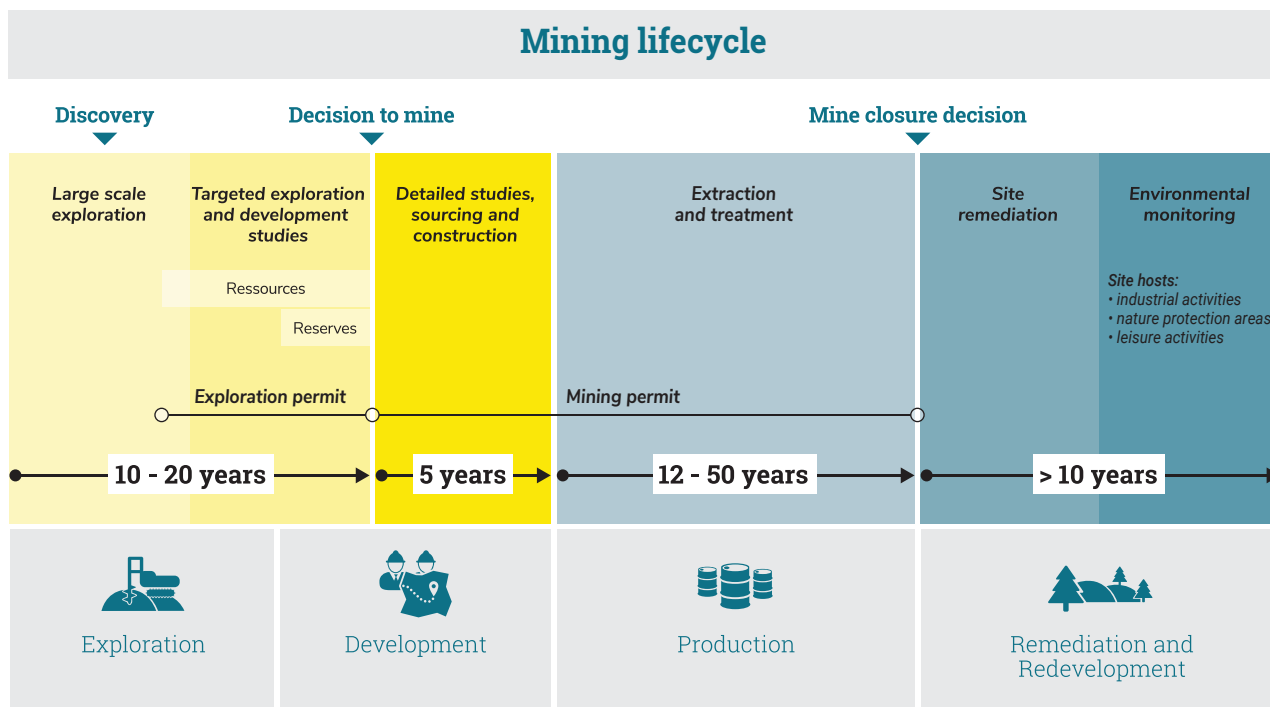 Mining lifecycle
Discovery
Decision to mine
Mine closure decision
Large scale
exploration
Targeted exploration
and development
studies
Detailed studies,
sourcing and
construction
Extraction
and treatment
Site
remediation
Environmental
monitoring
Ressources
Reserves
Site hosts:
• industrial activities
• nature protection areas
• leisure activities
Exploration permit
Mining permit
10 - 20 years
5 years
12 - 50 years
> 10 years
Exploration
Development
Production
Remediation and
Redevelopment